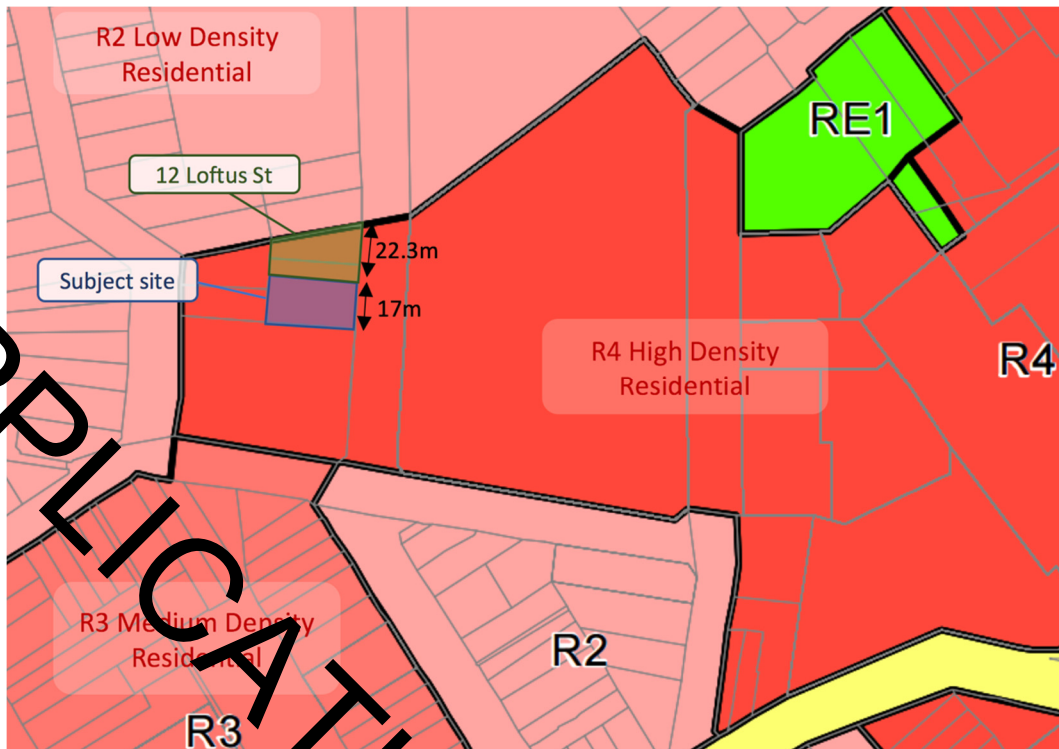 R2 Low Density
Residential
RE1
12 Loftus St
22.3m
Subject site
17m
R4 High Density
Residential
R4
R3 Medium Density
Residential
R2
R3
PPLICATI